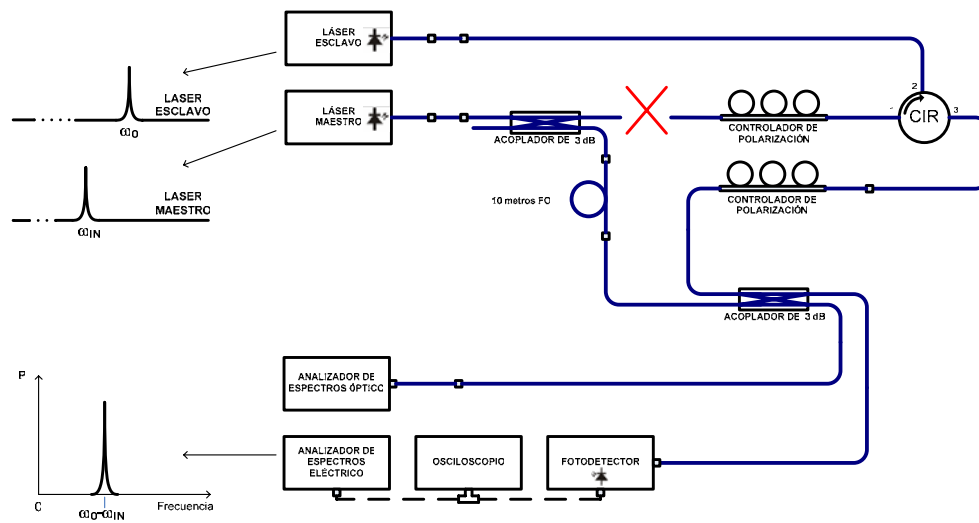 LÁSER
ESCLAVO
LASER
ESCLAVO
ω₀
LÁSER
MAESTRO
ACOPLADOR DE 3 dB
CONTROLADOR DE
POLARIZACIÓN
2
3
CIR
LASER
MAESTRO
ωIN
10 metros FO
CONTROLADOR DE
POLARIZACIÓN
ACOPLADOR DE 3 dB
ANALIZADOR DE
ESPECTROS ÓPTICO
P
ANALIZADOR DE
ESPECTROS
ELÉCTRICO
OSCILOSCOPIO
FOTODETECTOR
ω₀-ωIN
Frecuencia